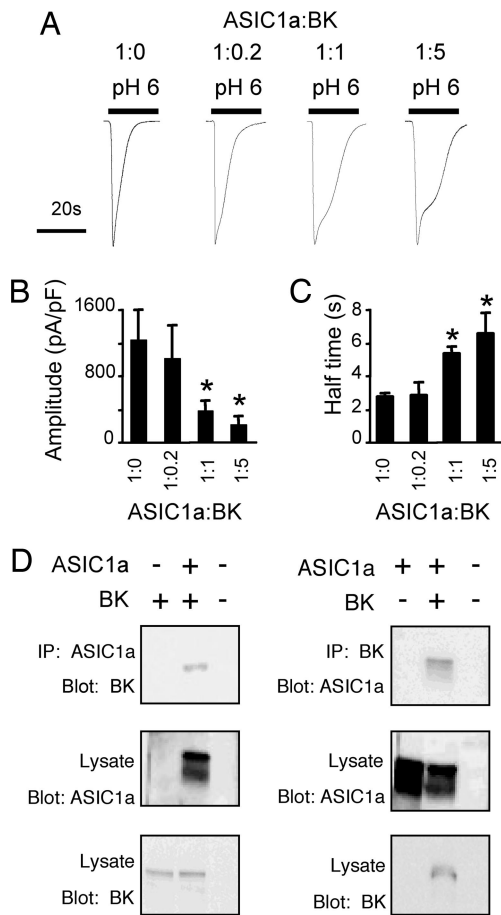 A
ASIC1a:BK
1:0 1:0.2 1:1 1:5
pH 6 pH 6 pH 6 pH 6
20s
B
Amplitude (pA/pF)
1600
800
0
* *
1:0 1:0.2 1:1 1:5
ASIC1a:BK
C
Half time (s)
8
6
4
2
0
* *
1:0 1:0.2 1:1 1:5
ASIC1a:BK
D
ASIC1a - + -
BK + + -
IP: ASIC1a
Blot: BK
Lysate
Blot: ASIC1a
Lysate
Blot: BK
ASIC1a + + -
BK - + -
IP: BK
Blot: ASIC1a
Lysate
Blot: ASIC1a
Lysate
Blot: BK